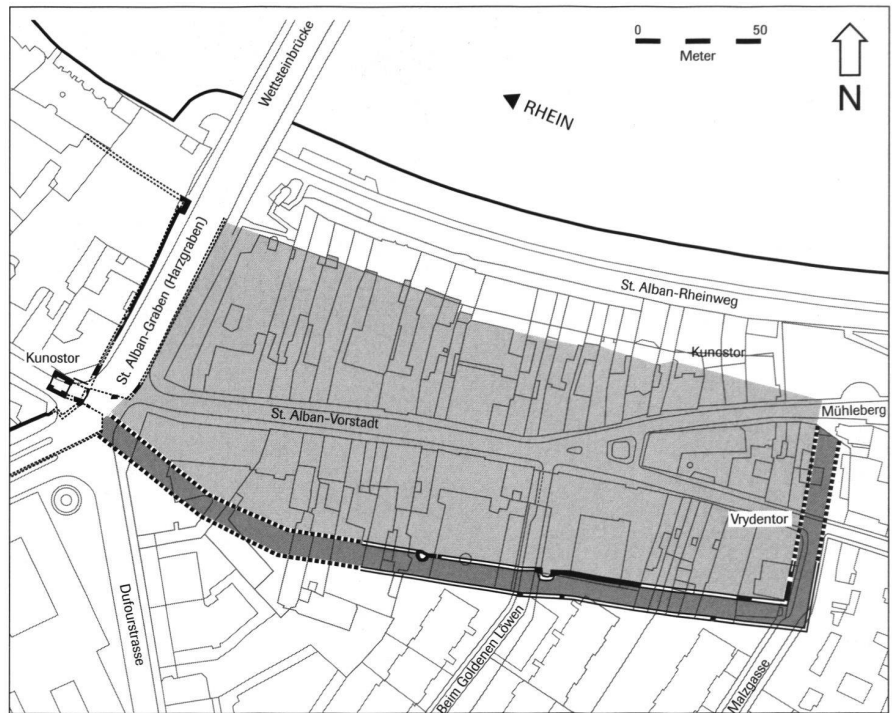 Wettsteinbrücke
0 50
Meter
N
RHEIN
St. Alban-Graben (Harzgraben)
St. Alban-Rheinweg
Kunostor
Kunostor
St. Alban-Vorstadt
Mühleberg
Vrydentor
Dufourstrasse
Beim Goldenen Löwen
Malzgasse